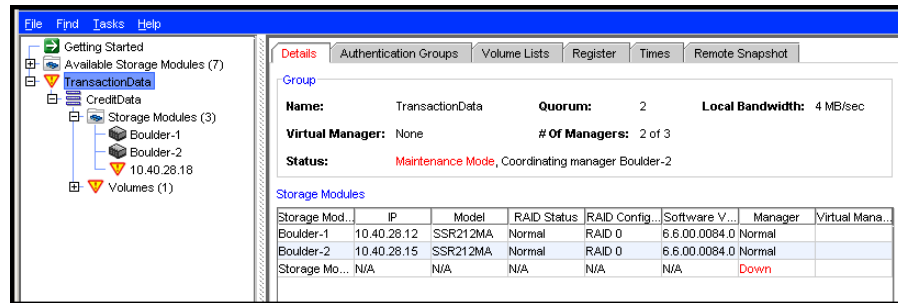 File Find Tasks Help
Getting Started
Available Storage Modules (7)
TransactionData
CreditData
Storage Modules (3)
Boulder-1
Boulder-2
10.40.28.18
Volumes (1)
Details Authentication Groups Volume Lists Register Times Remote Snapshot
Group
Name: TransactionData Quorum: 2 Local Bandwidth: 4 MB/sec
Virtual Manager: None # Of Managers: 2 of 3
Status: Maintenance Mode, Coordinating manager Boulder-2
Storage Modules
Storage Mod... IP Model RAID Status RAID Config... Software V... Manager Virtual Mana...
Boulder-1 10.40.28.12 SSR212MA Normal RAID 0 6.6.00.0084.0 Normal
Boulder-2 10.40.28.15 SSR212MA Normal RAID 0 6.6.00.0084.0 Normal
Storage Mo... N/A N/A N/A N/A N/A Down